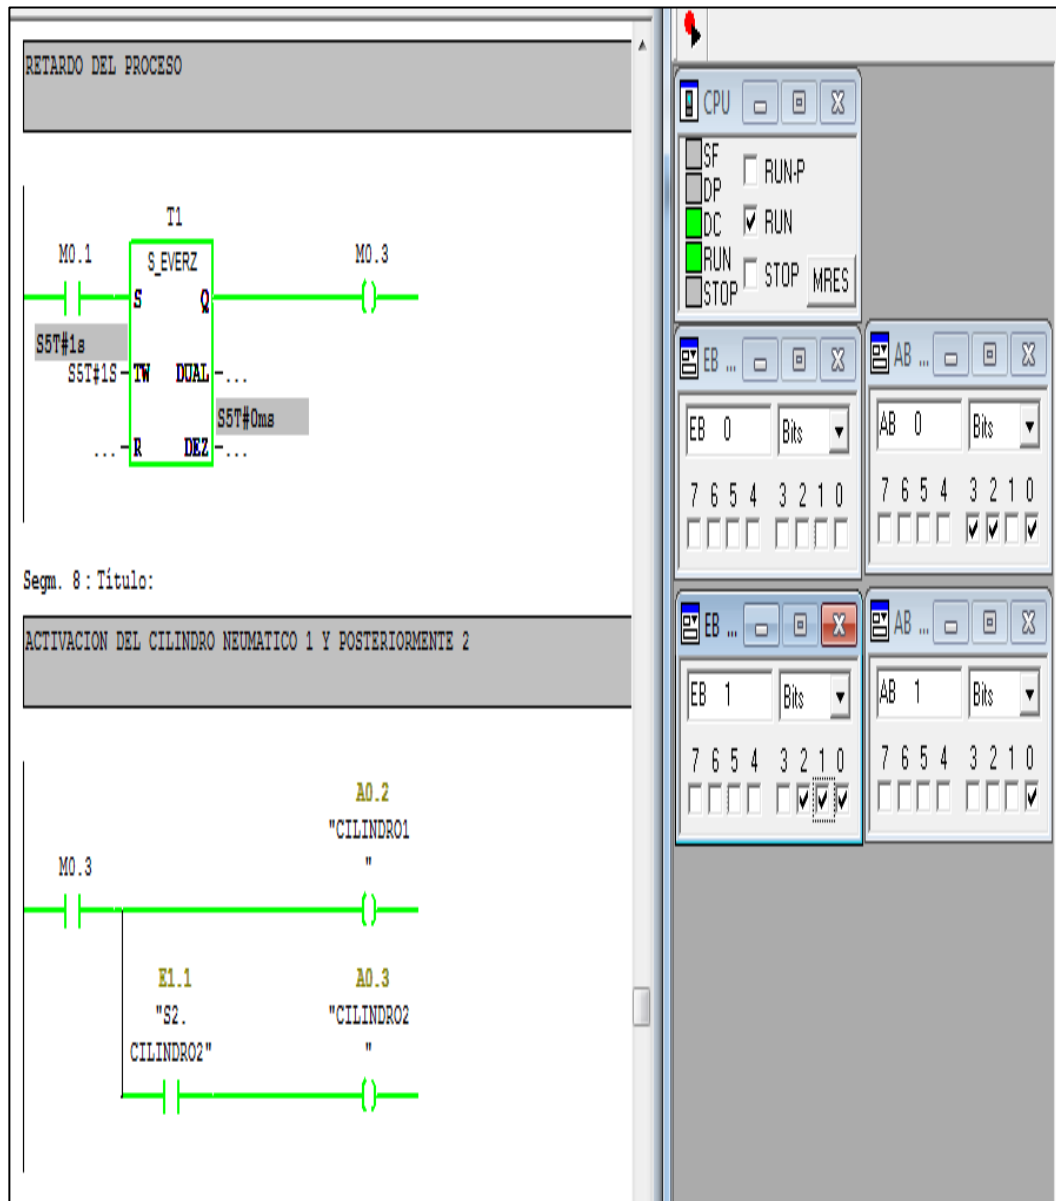 RETARDO DEL PROCESO
T1
M0.1
S_EVERZ
M0.3
S
Q
S5T#1s
S5T#1S
TW
DUAL
...
S5T#0ms
...
R
DEZ
...
Segm. 8 : Título:
ACTIVACION DEL CILINDRO NEUMATICO 1 Y POSTERIORMENTE 2
A0.2
"CILINDRO1
"
M0.3
E1.1
A0.3
"S2.
"CILINDRO2
CILINDRO2"
"
CPU
SF
DP
DC
RUN
STOP
RUN-P
RUN
STOP
MRES
EB ...
EB 0
Bits
7 6 5 4 3 2 1 0
AB ...
AB 0
Bits
7 6 5 4 3 2 1 0
EB ...
EB 1
Bits
7 6 5 4 3 2 1 0
AB ...
AB 1
Bits
7 6 5 4 3 2 1 0